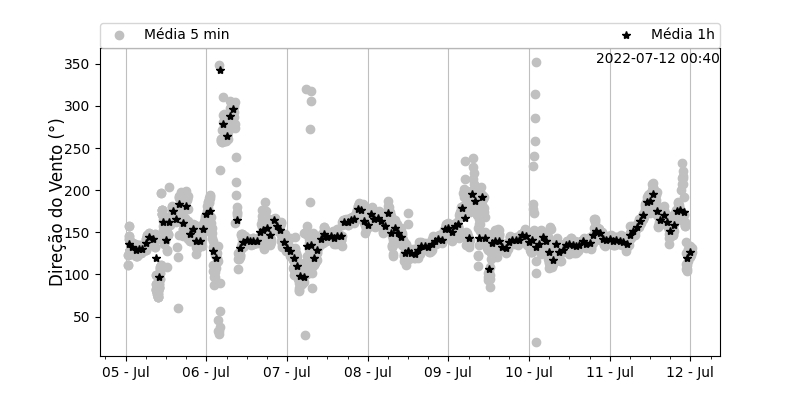 Média 5 min
Média 1h
2022-07-12 00:40
Direção do Vento (°)
350
300
250
200
150
100
50
05 - Jul
06 - Jul
07 - Jul
08 - Jul
09 - Jul
10 - Jul
11 - Jul
12 - Jul